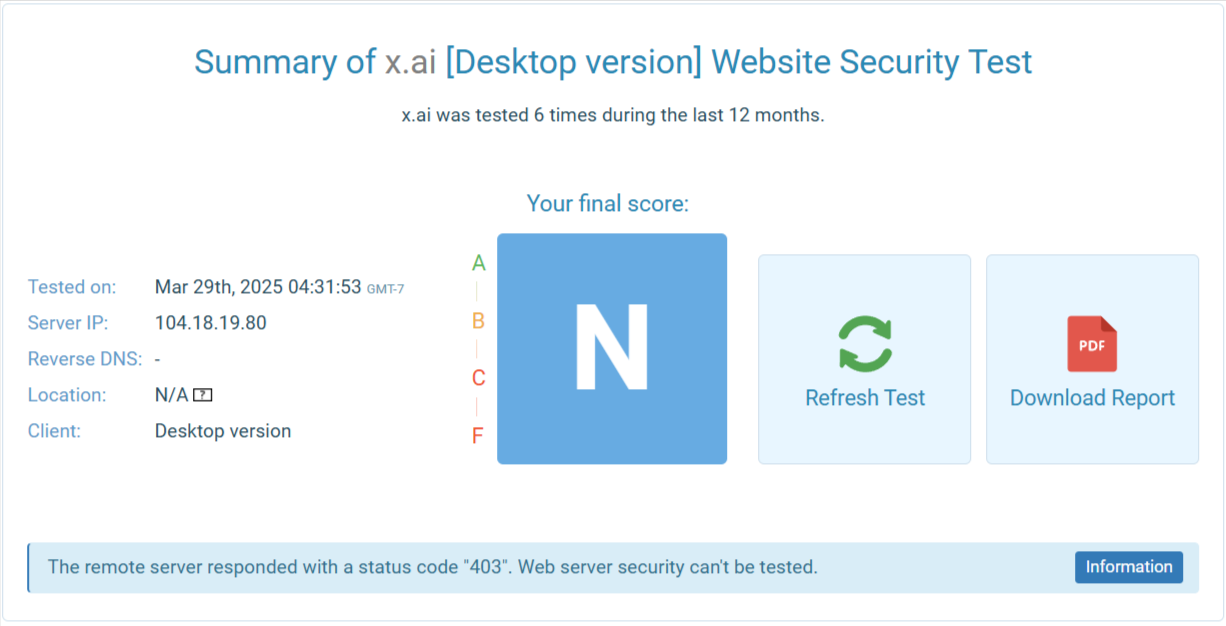 Summary of x.ai [Desktop version] Website Security Test
x.ai was tested 6 times during the last 12 months.
Your final score:
Tested on: Mar 29th, 2025 04:31:53 GMT-7
Server IP: 104.18.19.80
Reverse DNS: -
Location: N/A ?
Client: Desktop version
A
B
C
F
N
Refresh Test
PDF
Download Report
The remote server responded with a status code "403". Web server security can't be tested.
Information